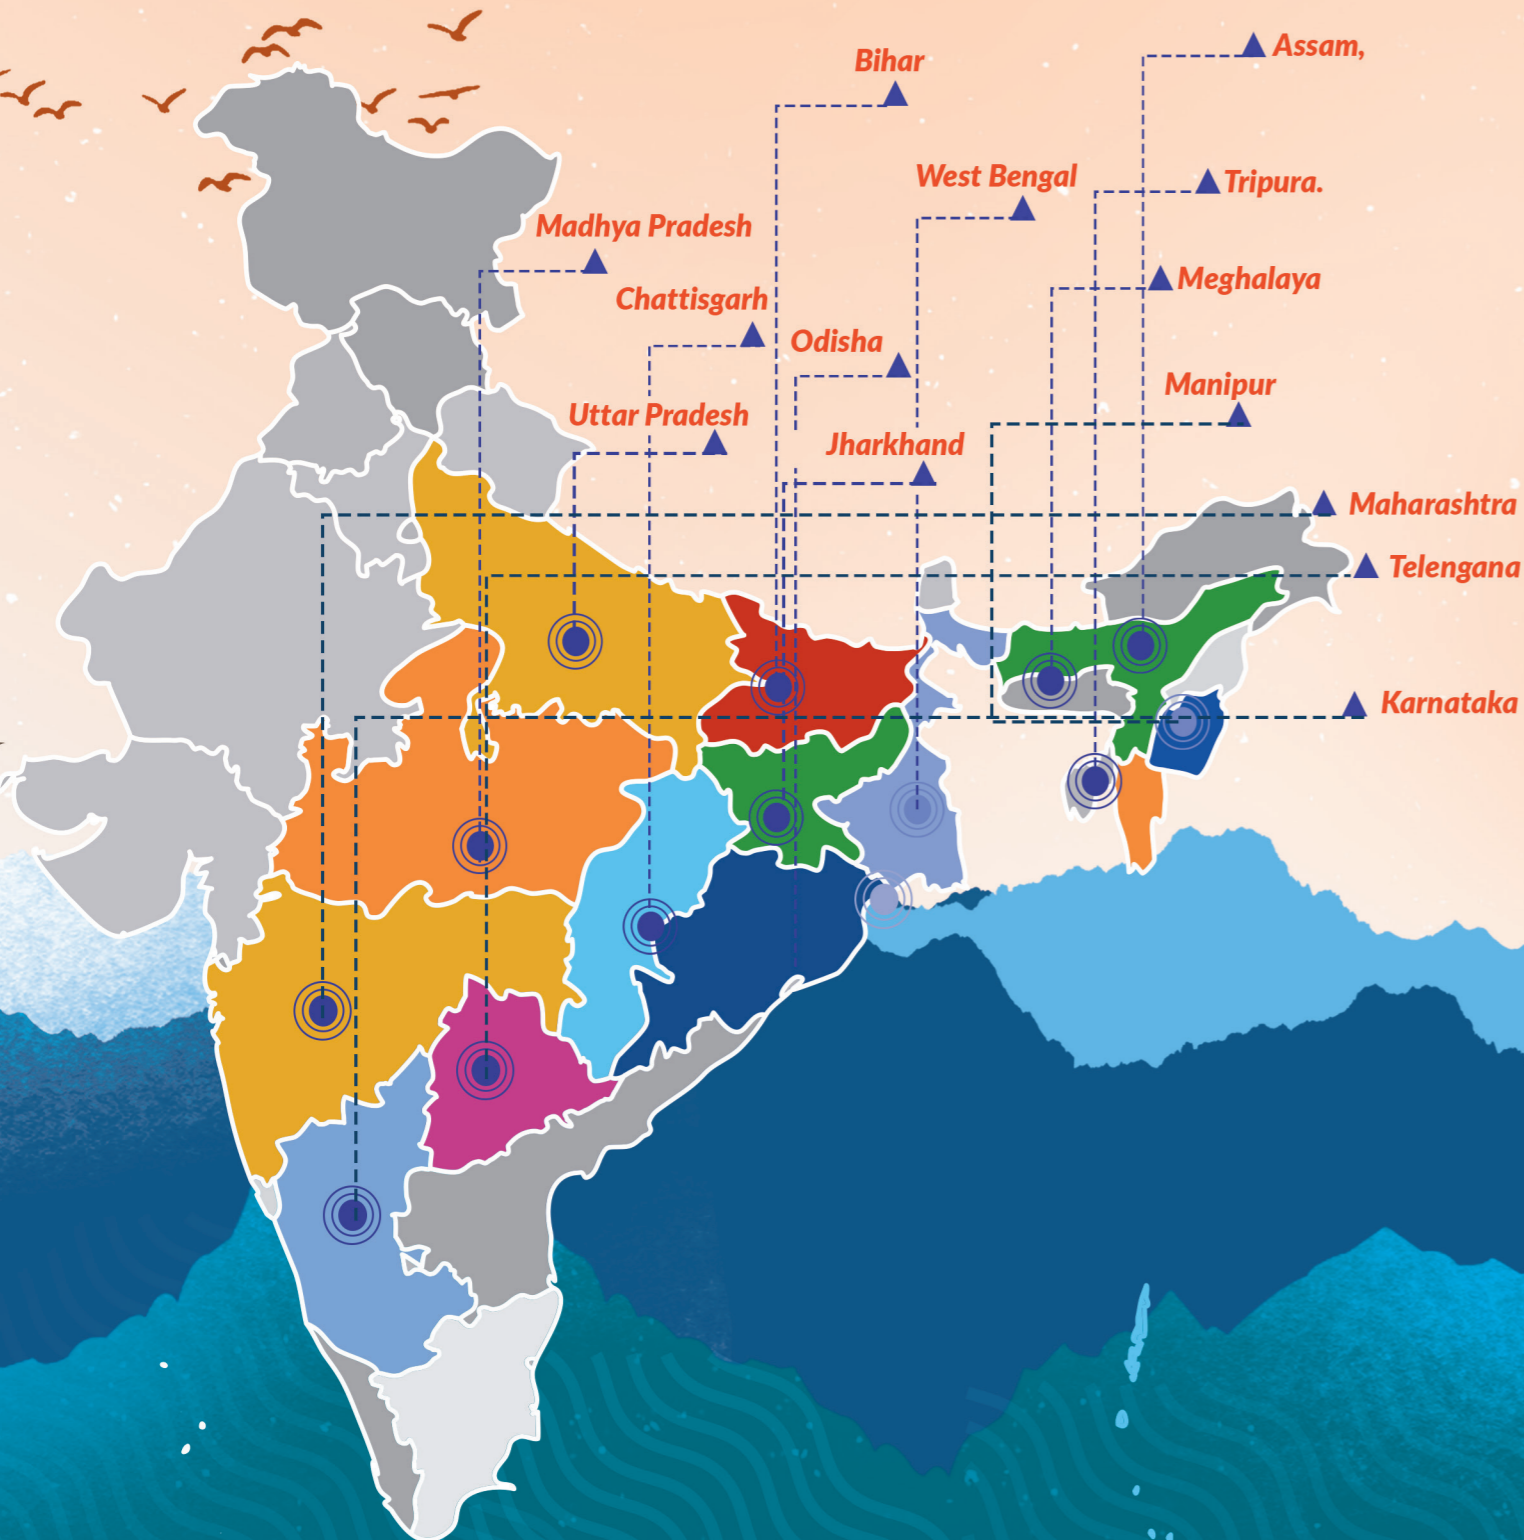 Assam,
Bihar
West Bengal
Tripura.
Madhya Pradesh
Meghalaya
Chattisgarh
Odisha
Manipur
Uttar Pradesh
Jharkhand
Maharashtra
Telengana
Karnataka